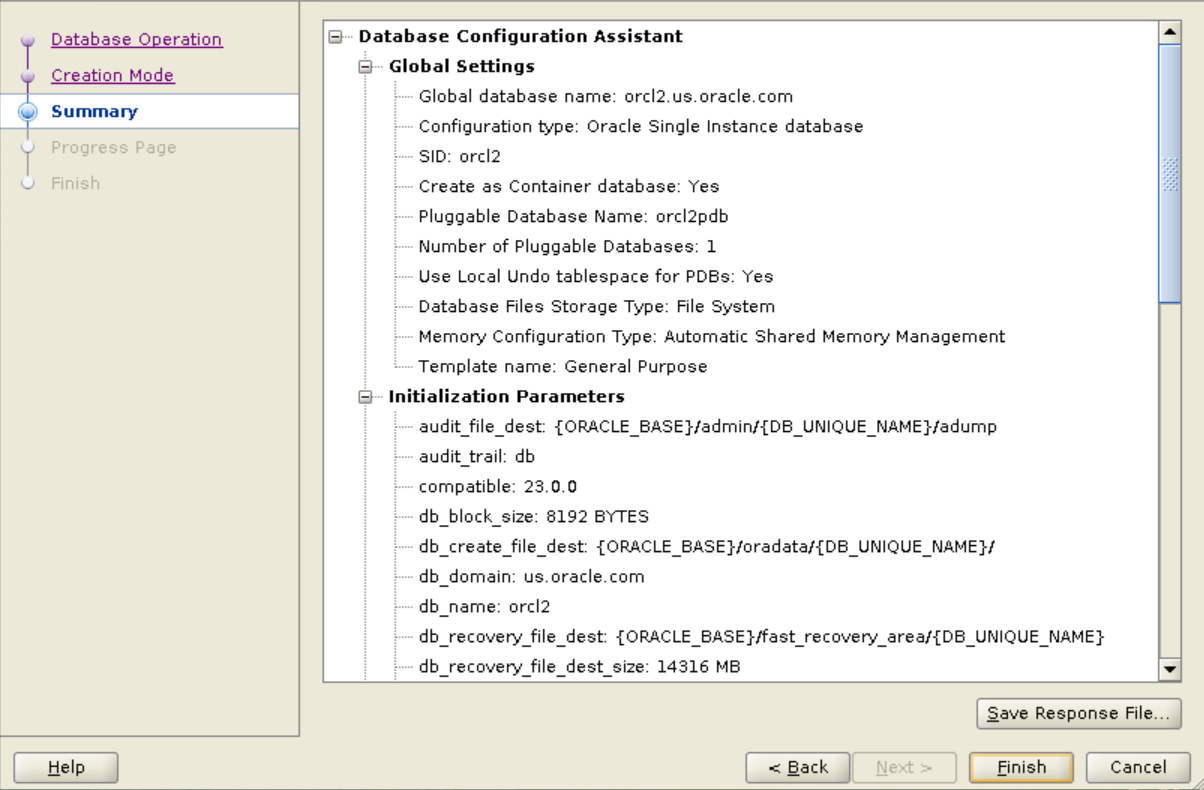 Database Operation
Creation Mode
Summary
Progress Page
Finish
Database Configuration Assistant
Global Settings
Global database name: orcl2.us.oracle.com
Configuration type: Oracle Single Instance database
SID: orcl2
Create as Container database: Yes
Pluggable Database Name: orcl2pdb
Number of Pluggable Databases: 1
Use Local Undo tablespace for PDBs: Yes
Database Files Storage Type: File System
Memory Configuration Type: Automatic Shared Memory Management
Template name: General Purpose
Initialization Parameters
audit_file_dest: {ORACLE_BASE}/admin/{DB_UNIQUE_NAME}/adump
audit_trail: db
compatible: 23.0.0
db_block_size: 8192 BYTES
db_create_file_dest: {ORACLE_BASE}/oradata/{DB_UNIQUE_NAME}/
db_domain: us.oracle.com
db_name: orcl2
db_recovery_file_dest: {ORACLE_BASE}/fast_recovery_area/{DB_UNIQUE_NAME}
db_recovery_file_dest_size: 14316 MB
Save Response File...
Help
< Back
Next >
Finish
Cancel